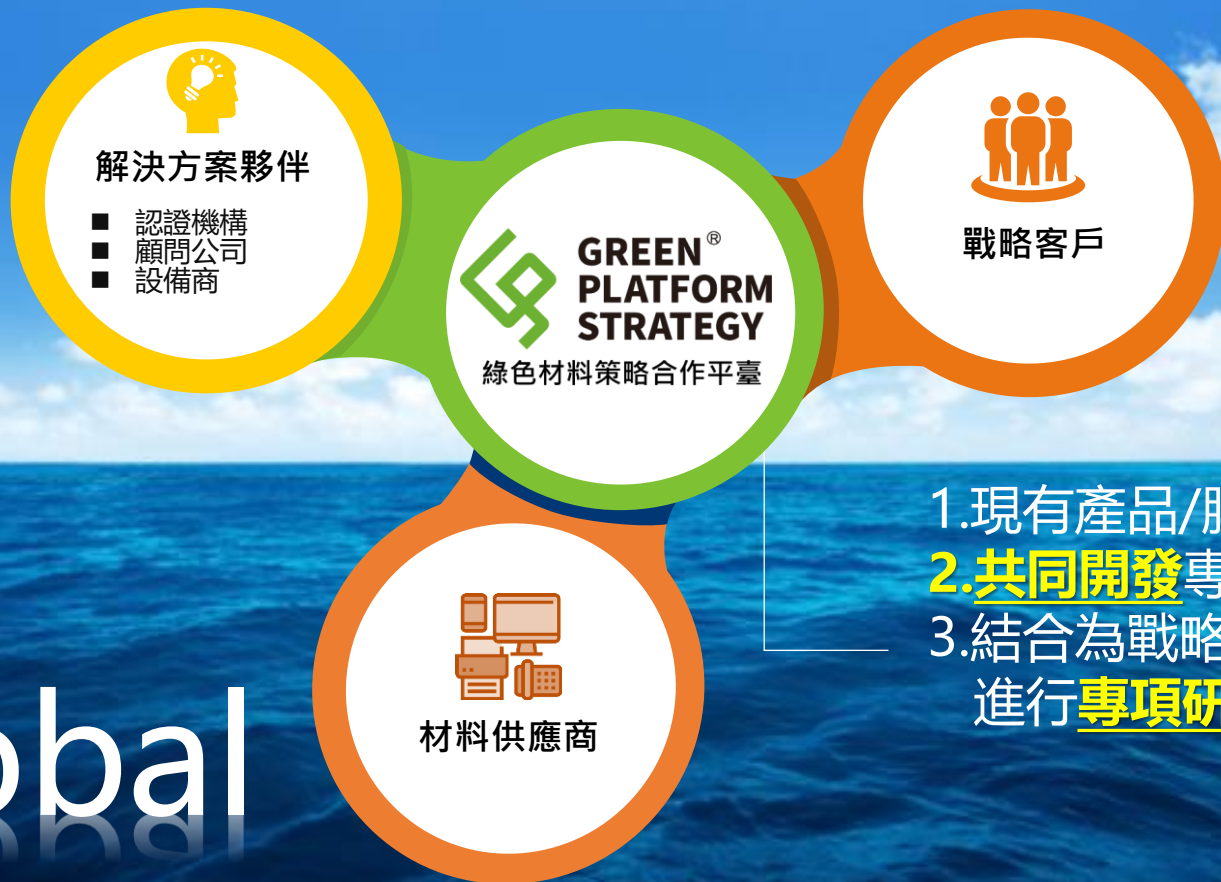 解決方案夥伴
■ 認證機構
■ 顧問公司
■ 設備商
GREEN®
PLATFORM
STRATEGY
綠色材料策略合作平臺
戰略客戶
材料供應商
1.現有產品/
2.共同開發專
3.結合為戰略
進行專項研
obal